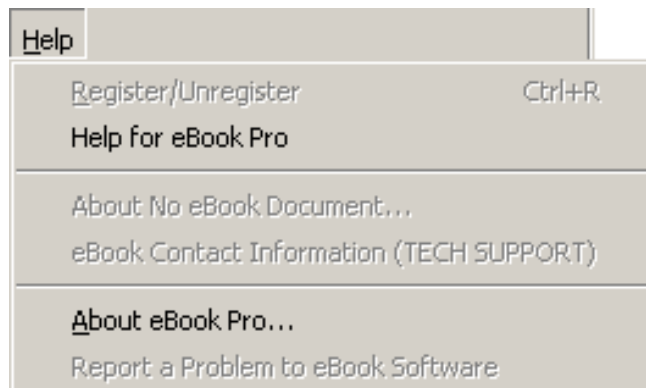 Help
Register/Unregister Ctrl+R
Help for eBook Pro
About No eBook Document...
eBook Contact Information (TECH SUPPORT)
About eBook Pro...
Report a Problem to eBook Software